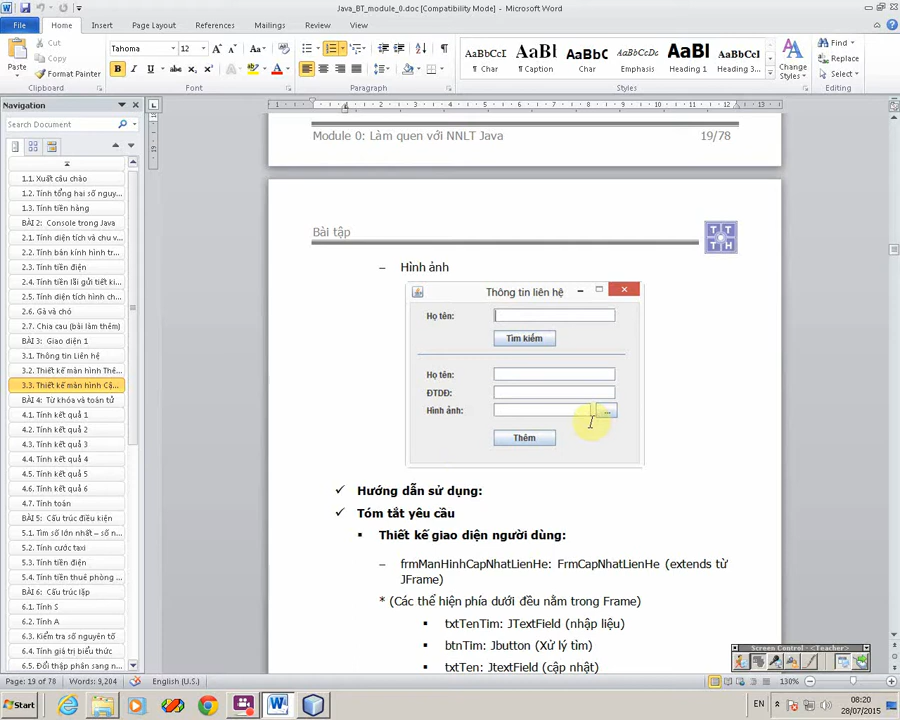 Java_BT_module_0.doc [Compatibility Mode] - Microsoft Word
File Home Insert Page Layout References Mailings Review View
Paste
Cut
Copy
Format Painter
Tahoma 12
AaBbCcI AaBbC AaBbC AaBbCcD AaBbC AaBbCcI
¶ Char ¶ Caption Char Emphasis Heading 1 Heading 3...
Change Styles
Find
Replace
Select
Clipboard Font Paragraph Styles Editing
Navigation
Search Document
1.1. Xuất câu chào
1.2. Tính tổng hai số nguy...
1.3. Tính tiền hàng
BÀI 2: Console trong Java
2.1. Tính diện tích và chu v...
2.2. Tính bán kính hình tr...
2.3. Tính tiền điện
2.4. Tính tiền lãi gửi tiết ki...
2.5. Tính diện tích hình ch...
2.6. Gà và chó
2.7. Chia cau (bài làm thêm)
BÀI 3: Giao diện 1
3.1. Thông tin Liên hệ
3.2. Thiết kế màn hình Thê...
3.3. Thiết kế màn hình Cậ...
BÀI 4: Từ khóa và toán tử
4.1. Tính kết quả 1
4.2. Tính kết quả 2
4.3. Tính kết quả 3
4.4. Tính kết quả 4
4.5. Tính kết quả 5
4.6. Tính kết quả 6
4.7. Tính toán
BÀI 5: Cấu trúc điều kiện
5.1. Tìm số lớn nhất – số n...
5.2. Tính cước taxi
5.3. Tính tiền điện
5.4. Tính tiền thuê phòng ...
BÀI 6: Cấu trúc lặp
6.1. Tính S
6.2. Tính A
6.3. Kiểm tra số nguyên tố
6.4. Tính giá trị biểu thức
6.5. Đổi thập phân sang n...
Module 0: Làm quen với NNLT Java 19/78
Bài tập
T T T H
– Hình ảnh
Thông tin liên hệ
Họ tên:
Tìm kiếm
Họ tên:
ĐTDĐ:
Hình ảnh: ...
Thêm
✓ Hướng dẫn sử dụng:
✓ Tóm tắt yêu cầu
▪ Thiết kế giao diện người dùng:
– frmManHinhCapNhatLienHe: FrmCapNhatLienHe (extends từ
JFrame)
* (Các thể hiện phía dưới đều nằm trong Frame)
▪ txtTenTim: JTextField (nhập liệu)
▪ btnTim: Jbutton (Xử lý tìm)
▪ txtTen: JtextField (cập nhật)
Screen Control - <Teacher>
Page: 19 of 78 Words: 9,204 English (U.S.) 130%
Start
EN
08:20
28/07/2015